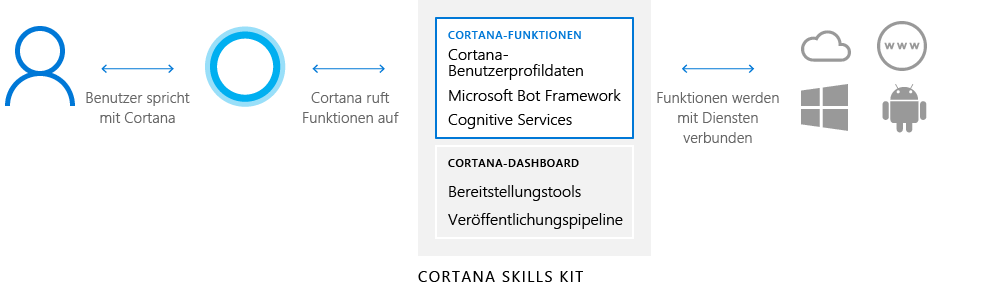 Benutzer spricht
mit Cortana
Cortana ruft
Funktionen auf
CORTANA-FUNKTIONEN
Cortana-
Benutzerprofildaten
Microsoft Bot Framework
Cognitive Services
CORTANA-DASHBOARD
Bereitstellungstools
Veröffentlichungspipeline
CORTANA SKILLS KIT
Funktionen werden
mit Diensten
verbunden
www